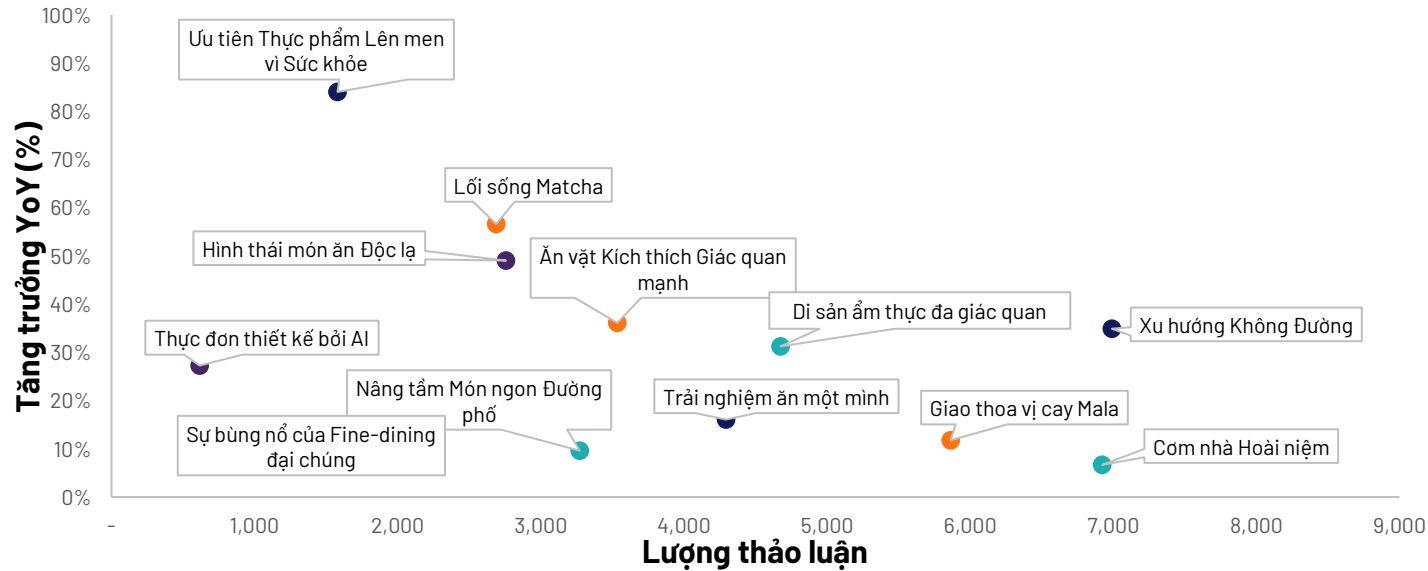 100%
90%
80%
70%
60%
50%
40%
30%
20%
10%
0%
Tăng trưởng YoY (%)
Ưu tiên Thực phẩm Lên men
vì Sức khỏe
Lối sống Matcha
Hình thái món ăn Độc lạ
Ăn vặt Kích thích Giác quan
mạnh
Di sản ẩm thực đa giác quan
Xu hướng Không Đường
Thực đơn thiết kế bởi AI
Nâng tầm Món ngon Đường
phố
Trải nghiệm ăn một mình
Giao thoa vị cay Mala
Sự bùng nổ của Fine-dining
đại chúng
Cơm nhà Hoài niệm
-
1,000
2,000
3,000
4,000
5,000
6,000
7,000
8,000
9,000
Lượng thảo luận